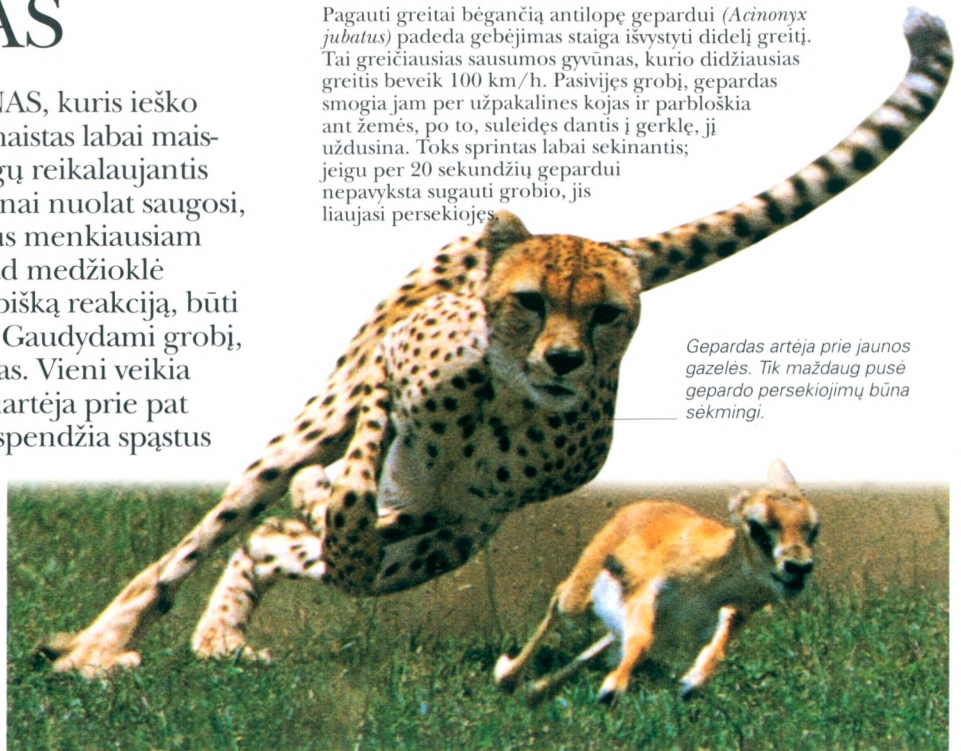 AS
NAS, kuris ieško
naistas labai mais-
gų reikalaujantis
nai nuolat saugosi,
us menkiausiam
ad medžioklė
bišką reakciją, būti
Gaudydami grobį,
as. Vieni veikia
artėja prie pat
spendžia spąstus
Pagauti greitai bėgančią antilopę gepardui (Acinonyx
jubatus) padeda gebėjimas staiga išvystyti didelį greitį.
Tai greičiausias sausumos gyvūnas, kurio didžiausias
greitis beveik 100 km/h. Pasivijęs grobį, gepardas
smogia jam per užpakalines kojas ir parbloškia
ant žemės, po to, suleidęs dantis į gerklę, jį
uždusina. Toks sprintas labai sekinantis;
jeigu per 20 sekundžių gepardui
nepavyksta sugauti grobio, jis
liaujasi persekiojęs.
Gepardas artėja prie jaunos
gazelės. Tik maždaug pusė
gepardo persekiojimų būna
sėkmingi.